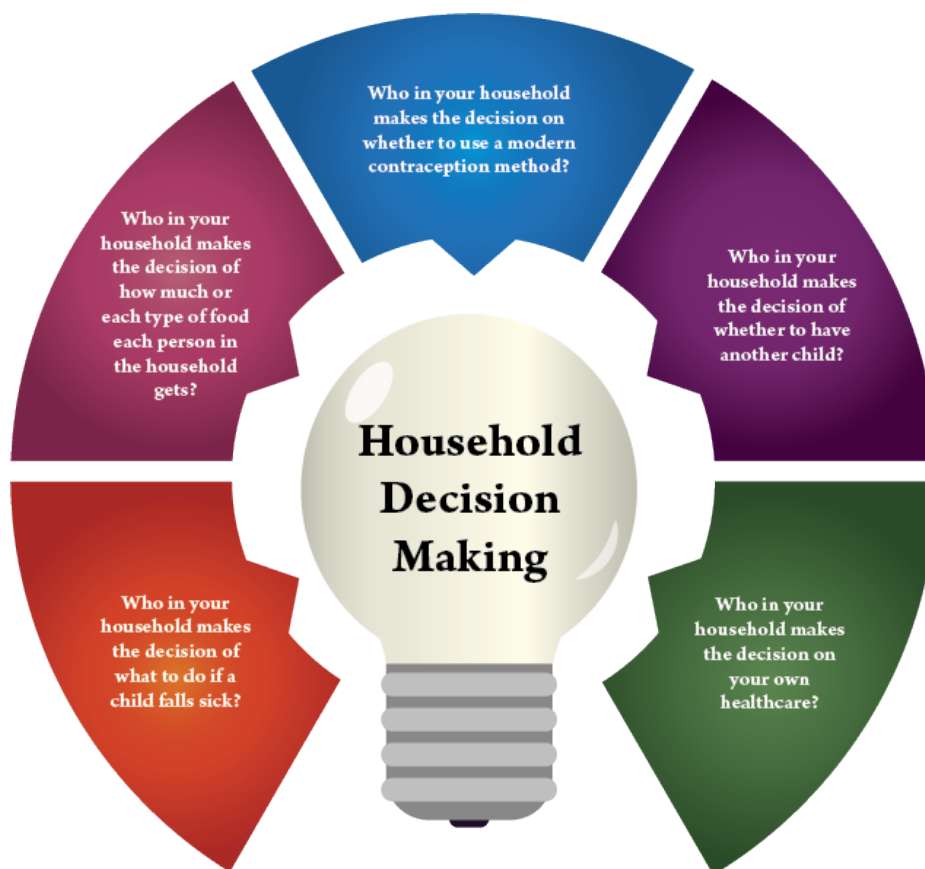 Who in your household
makes the decision on
whether to use a modern
contraception method?
Who in your
household makes
the decision of
how much or
each type of food
each person in
the household
gets?
Who in your
household makes
the decision of
whether to have
another child?
Household
Decision
Making
Who in your
household makes
the decision of
what to do if a
child falls sick?
Who in your
household makes
the decision on
your own
healthcare?